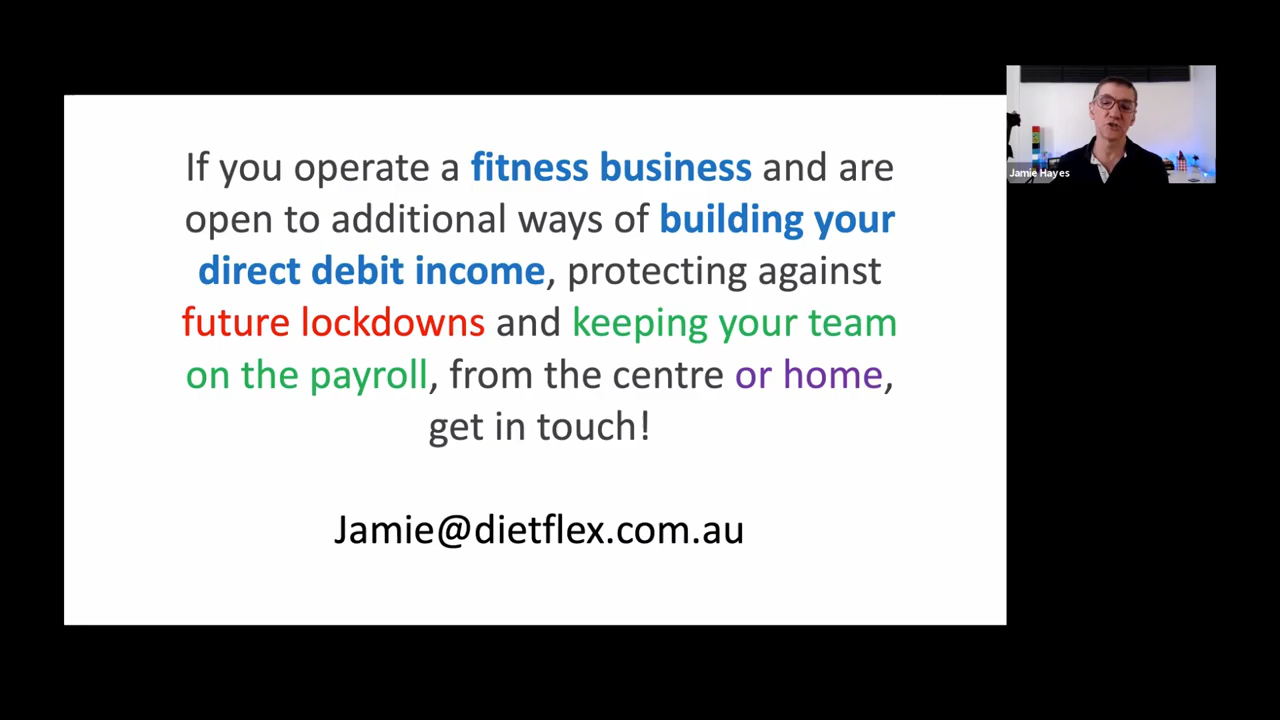 If you operate a fitness business and are
open to additional ways of building your
direct debit income, protecting against
future lockdowns and keeping your team
on the payroll, from the centre or home,
get in touch!
Jamie@dietflex.com.au
Jamie Hayes